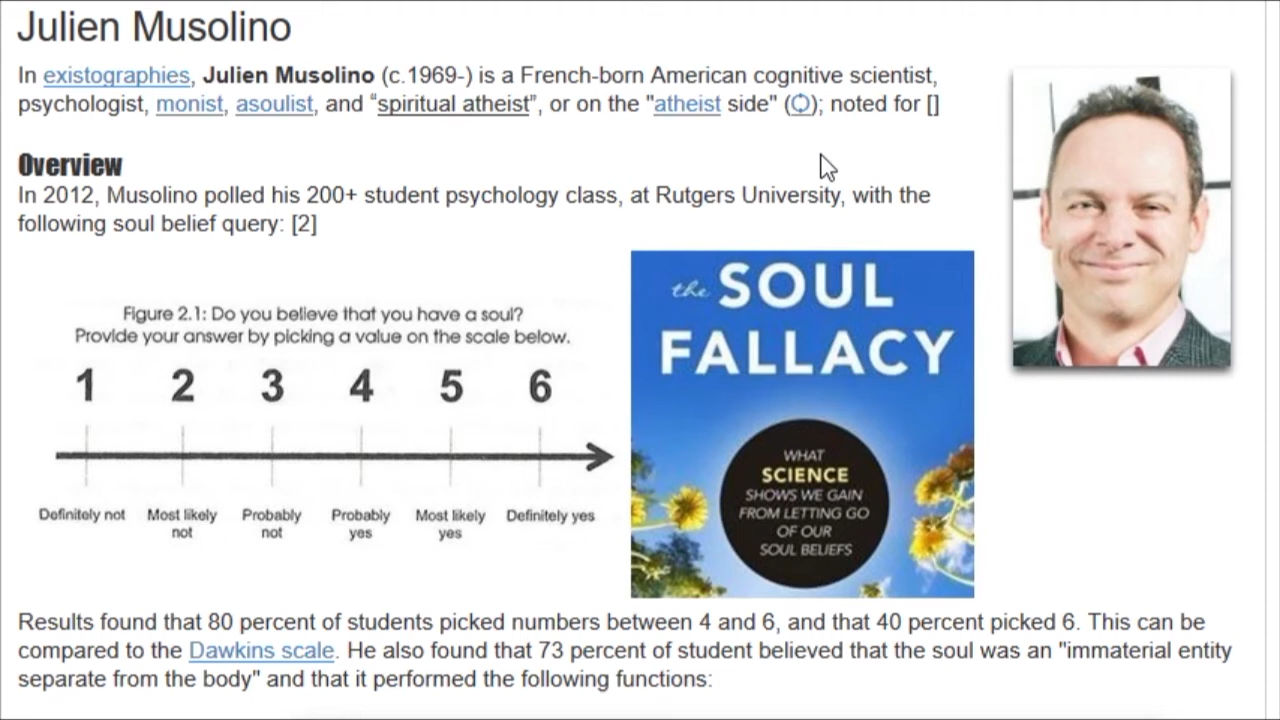 Julien Musolino
In existographies, Julien Musolino (c.1969-) is a French-born American cognitive scientist,
psychologist, monist, asoulist, and “spiritual atheist”, or on the "atheist side" (); noted for []
Overview
In 2012, Musolino polled his 200+ student psychology class, at Rutgers University, with the
following soul belief query: [2]
Figure 2.1: Do you believe that you have a soul?
Provide your answer by picking a value on the scale below.
1 2 3 4 5 6
Definitely not Most likely Probably Probably Most likely Definitely yes
not not yes yes
the SOUL
FALLACY
WHAT
SCIENCE
SHOWS WE GAIN
FROM LETTING GO
OF OUR
SOUL BELIEFS
Results found that 80 percent of students picked numbers between 4 and 6, and that 40 percent picked 6. This can be
compared to the Dawkins scale. He also found that 73 percent of student believed that the soul was an "immaterial entity
separate from the body" and that it performed the following functions: